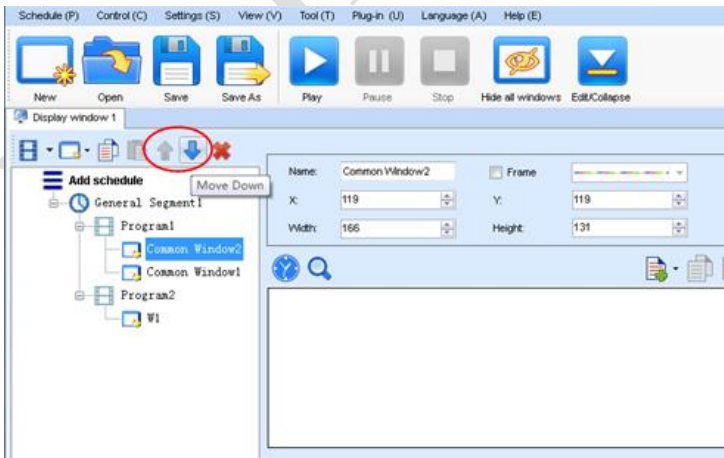 Schedule (P) Control (C) Settings (S) View (V) Tool (T) Plug-in (U) Language (A) Help (E)
New Open Save Save As Play Pause Stop Hide all windows Edit/Collapse
Display window 1
Move Down
Add schedule
General Segment1
Program1
Common Window2
Common Window1
Program2
W1
Name: Common Window2 Frame
X: 119 Y: 119
Width: 166 Height: 131